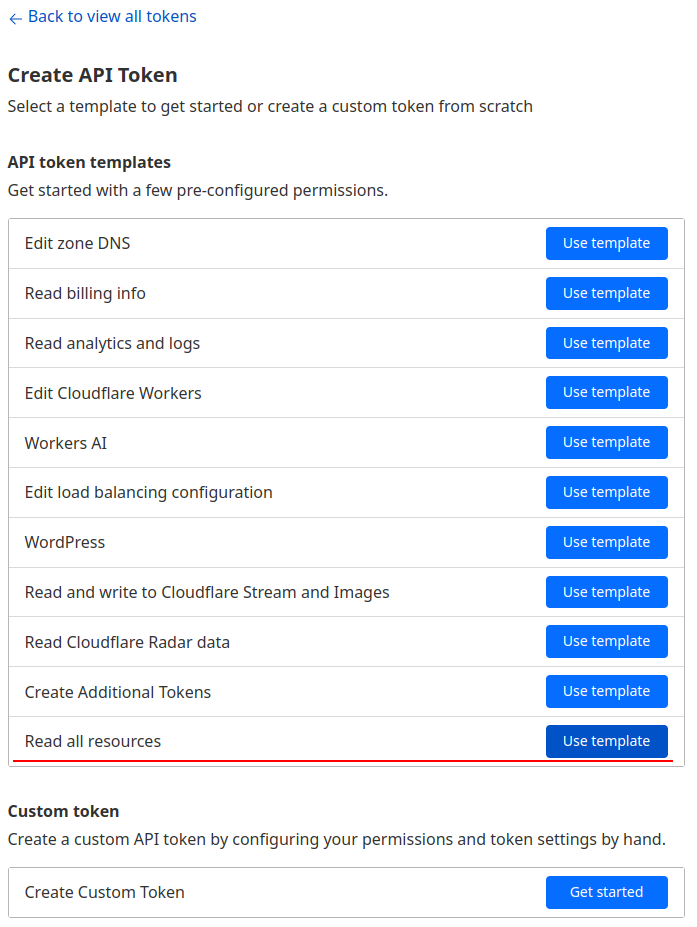 ← Back to view all tokens
Create API Token
Select a template to get started or create a custom token from scratch
API token templates
Get started with a few pre-configured permissions.
Edit zone DNS Use template
Read billing info Use template
Read analytics and logs Use template
Edit Cloudflare Workers Use template
Workers AI Use template
Edit load balancing configuration Use template
WordPress Use template
Read and write to Cloudflare Stream and Images Use template
Read Cloudflare Radar data Use template
Create Additional Tokens Use template
Read all resources Use template
Custom token
Create a custom API token by configuring your permissions and token settings by hand.
Create Custom Token Get started